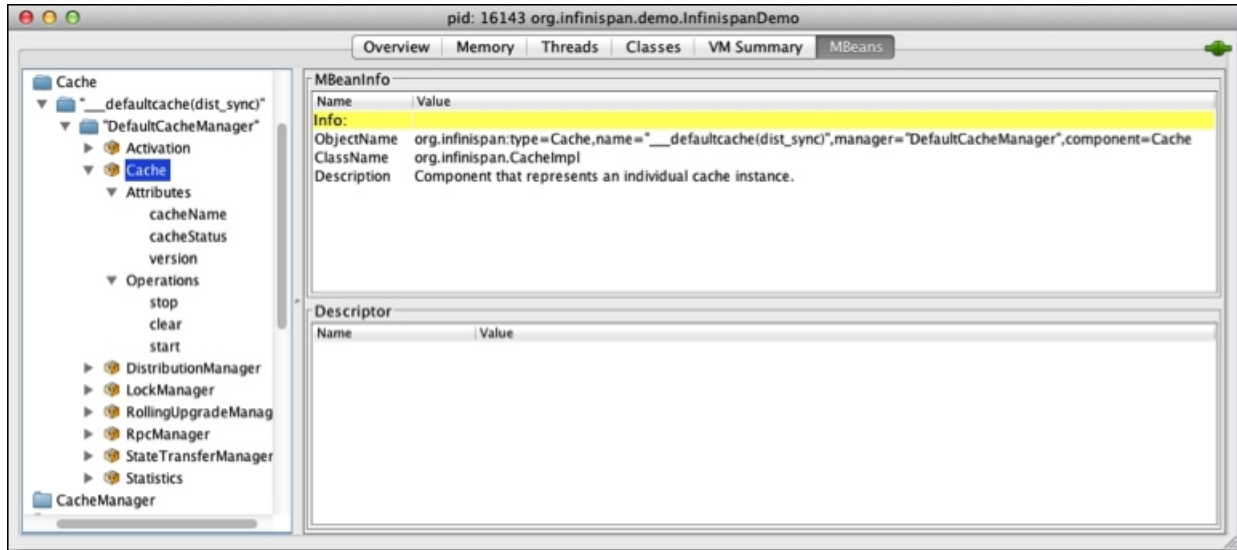 pid: 16143 org.infinispan.demo.InfinispanDemo
Overview Memory Threads Classes VM Summary MBeans
Cache
"___defaultcache(dist_sync)"
"DefaultCacheManager"
Activation
Cache
Attributes
cacheName
cacheStatus
version
Operations
stop
clear
start
DistributionManager
LockManager
RollingUpgradeManag
RpcManager
StateTransferManager
Statistics
CacheManager
MBeanInfo
Name Value
Info:
ObjectName org.infinispan:type=Cache,name="___defaultcache(dist_sync)",manager="DefaultCacheManager",component=Cache
ClassName org.infinispan.CacheImpl
Description Component that represents an individual cache instance.
Descriptor
Name Value